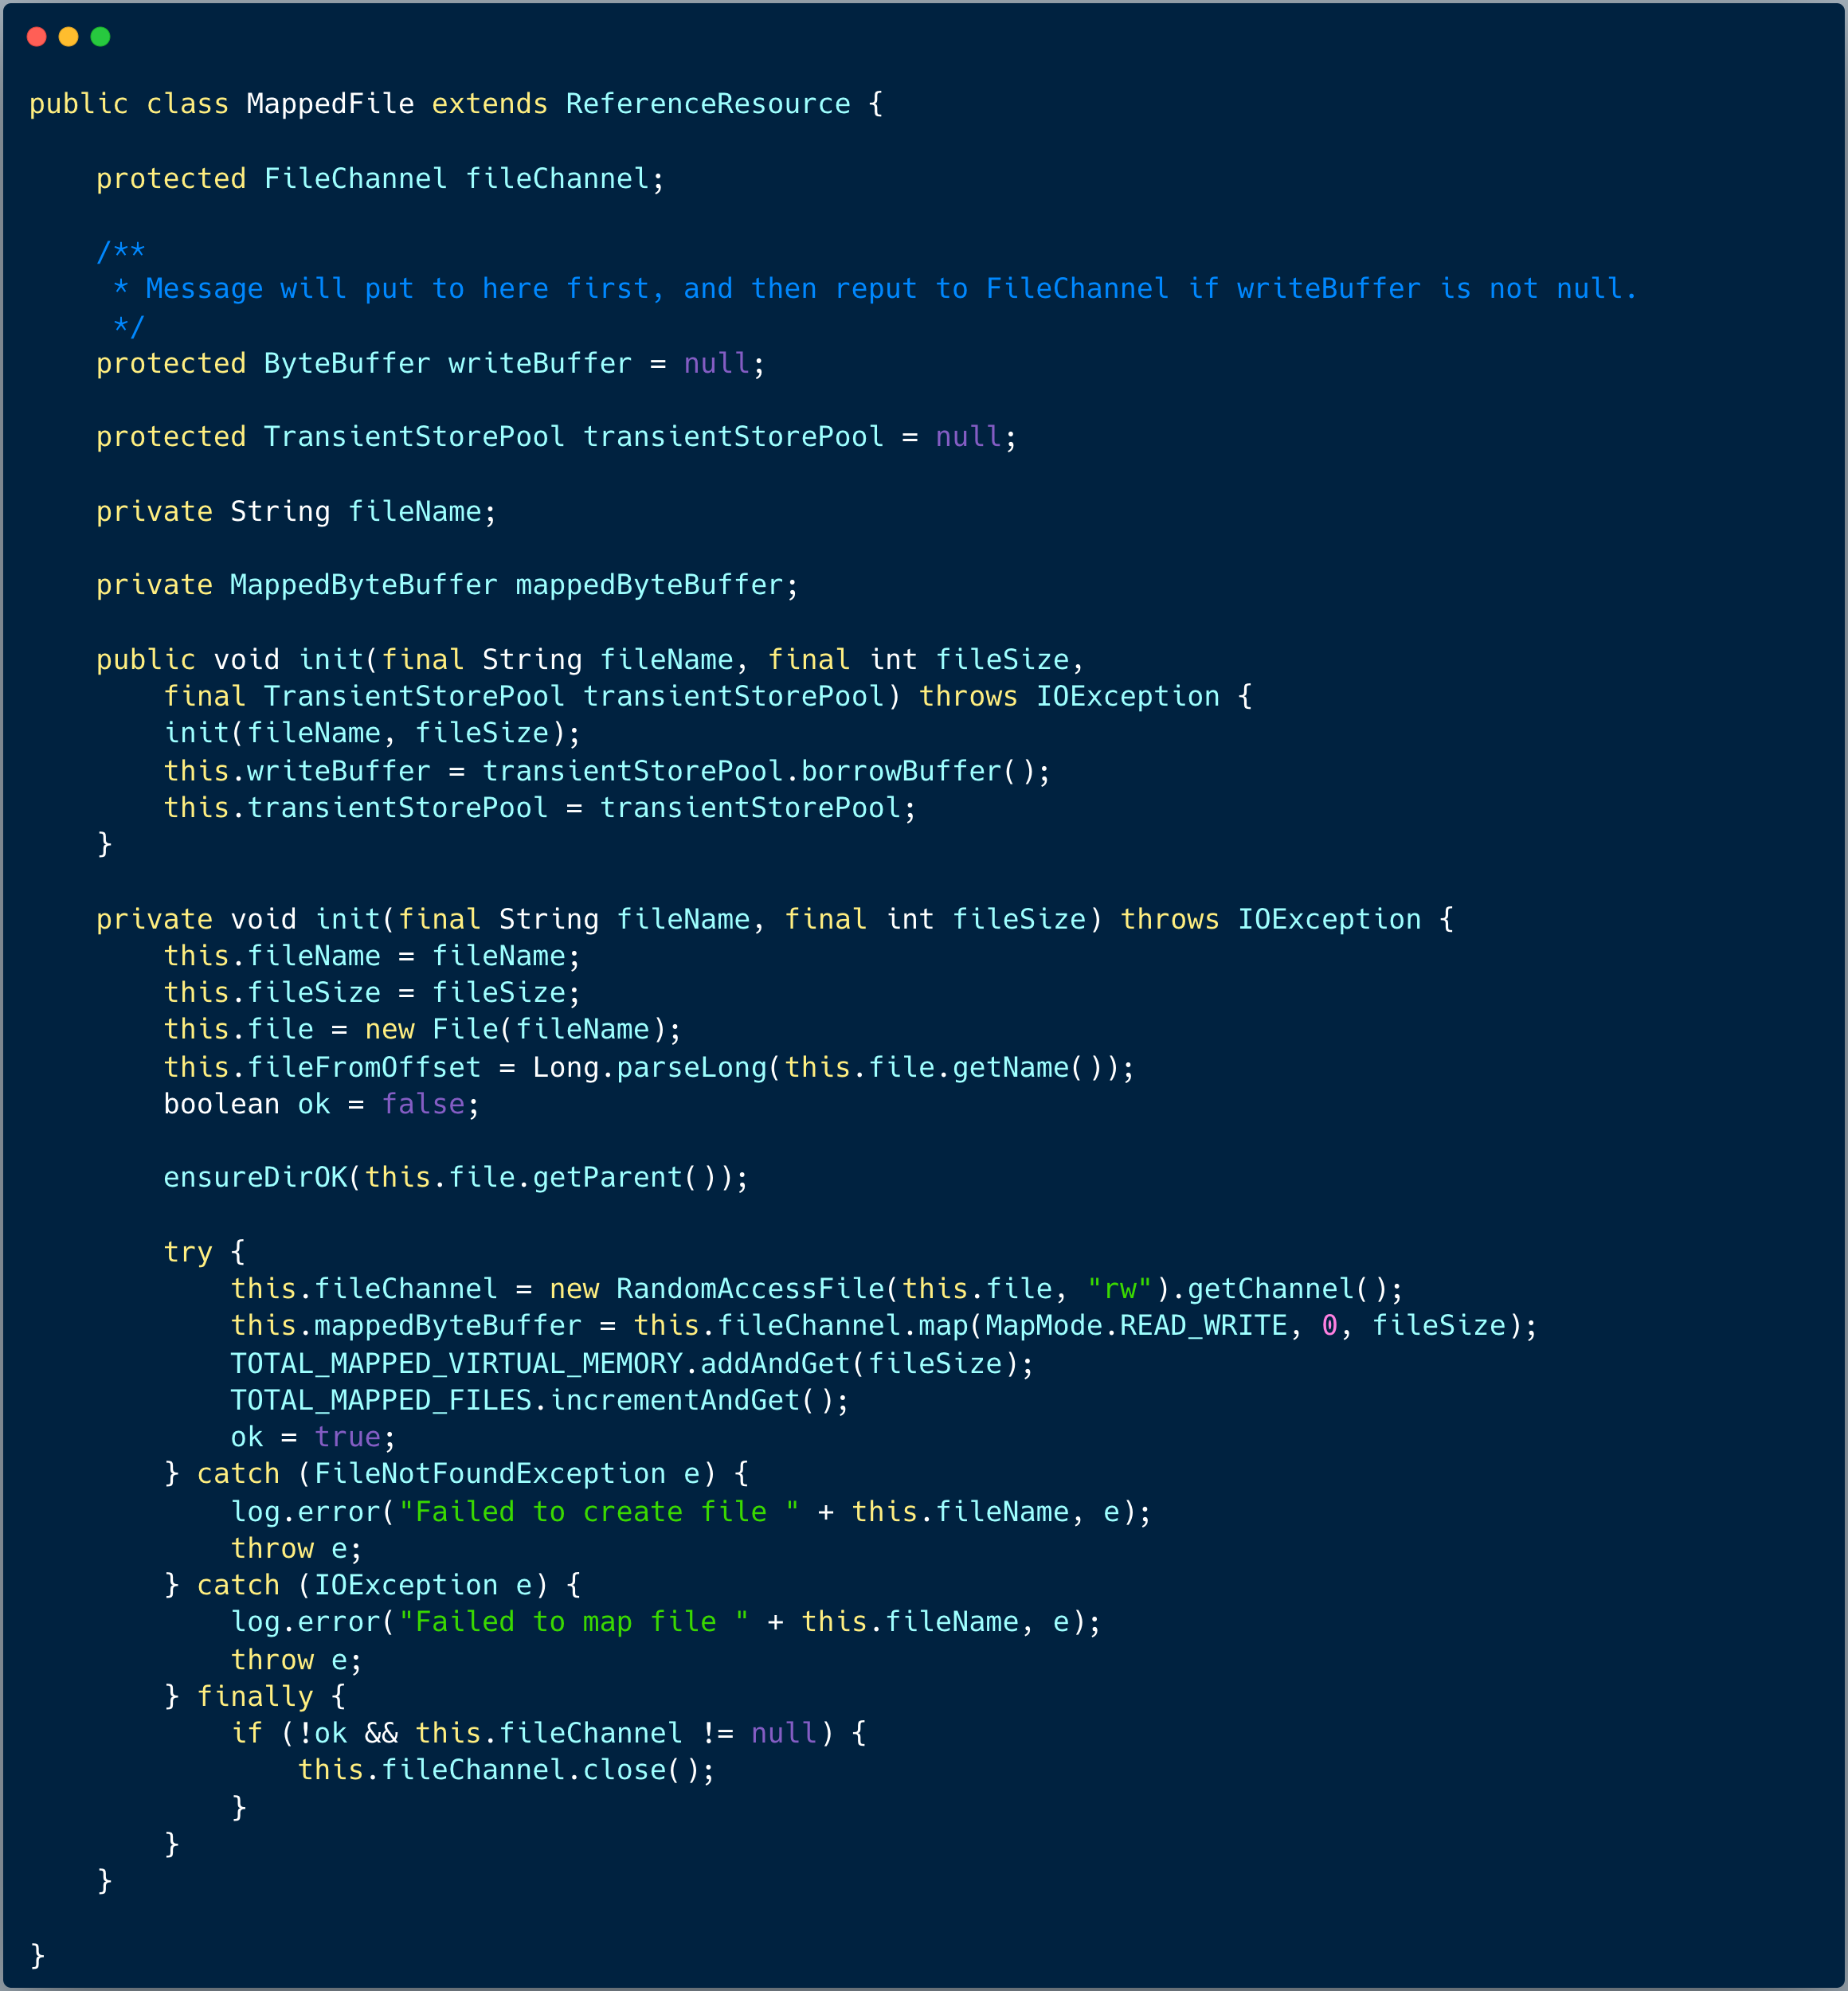 public class MappedFile extends ReferenceResource {
protected FileChannel fileChannel;
/**
* Message will put to here first, and then reput to FileChannel if writeBuffer is not null.
*/
protected ByteBuffer writeBuffer = null;
protected TransientStorePool transientStorePool = null;
private String fileName;
private MappedByteBuffer mappedByteBuffer;
public void init(final String fileName, final int fileSize,
final TransientStorePool transientStorePool) throws IOException {
init(fileName, fileSize);
this.writeBuffer = transientStorePool.borrowBuffer();
this.transientStorePool = transientStorePool;
}
private void init(final String fileName, final int fileSize) throws IOException {
this.fileName = fileName;
this.fileSize = fileSize;
this.file = new File(fileName);
this.fileFromOffset = Long.parseLong(this.file.getName());
boolean ok = false;
ensureDirOK(this.file.getParent());
try {
this.fileChannel = new RandomAccessFile(this.file, "rw").getChannel();
this.mappedByteBuffer = this.fileChannel.map(MapMode.READ_WRITE, 0, fileSize);
TOTAL_MAPPED_VIRTUAL_MEMORY.addAndGet(fileSize);
TOTAL_MAPPED_FILES.incrementAndGet();
ok = true;
} catch (FileNotFoundException e) {
log.error("Failed to create file " + this.fileName, e);
throw e;
} catch (IOException e) {
log.error("Failed to map file " + this.fileName, e);
throw e;
} finally {
if (!ok && this.fileChannel != null) {
this.fileChannel.close();
}
}
}
}